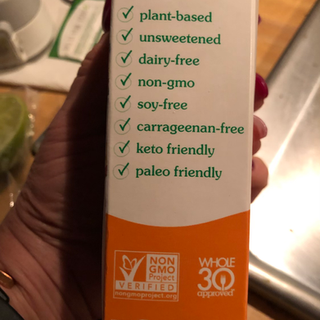 plant-based
unsweetened
dairy-free
non-gmo
soy-free
carrageenan-free
keto friendly
paleo friendly
NON
GMO
Project
VERIFIED
nongmoproject.org
WHOLE
30
approved